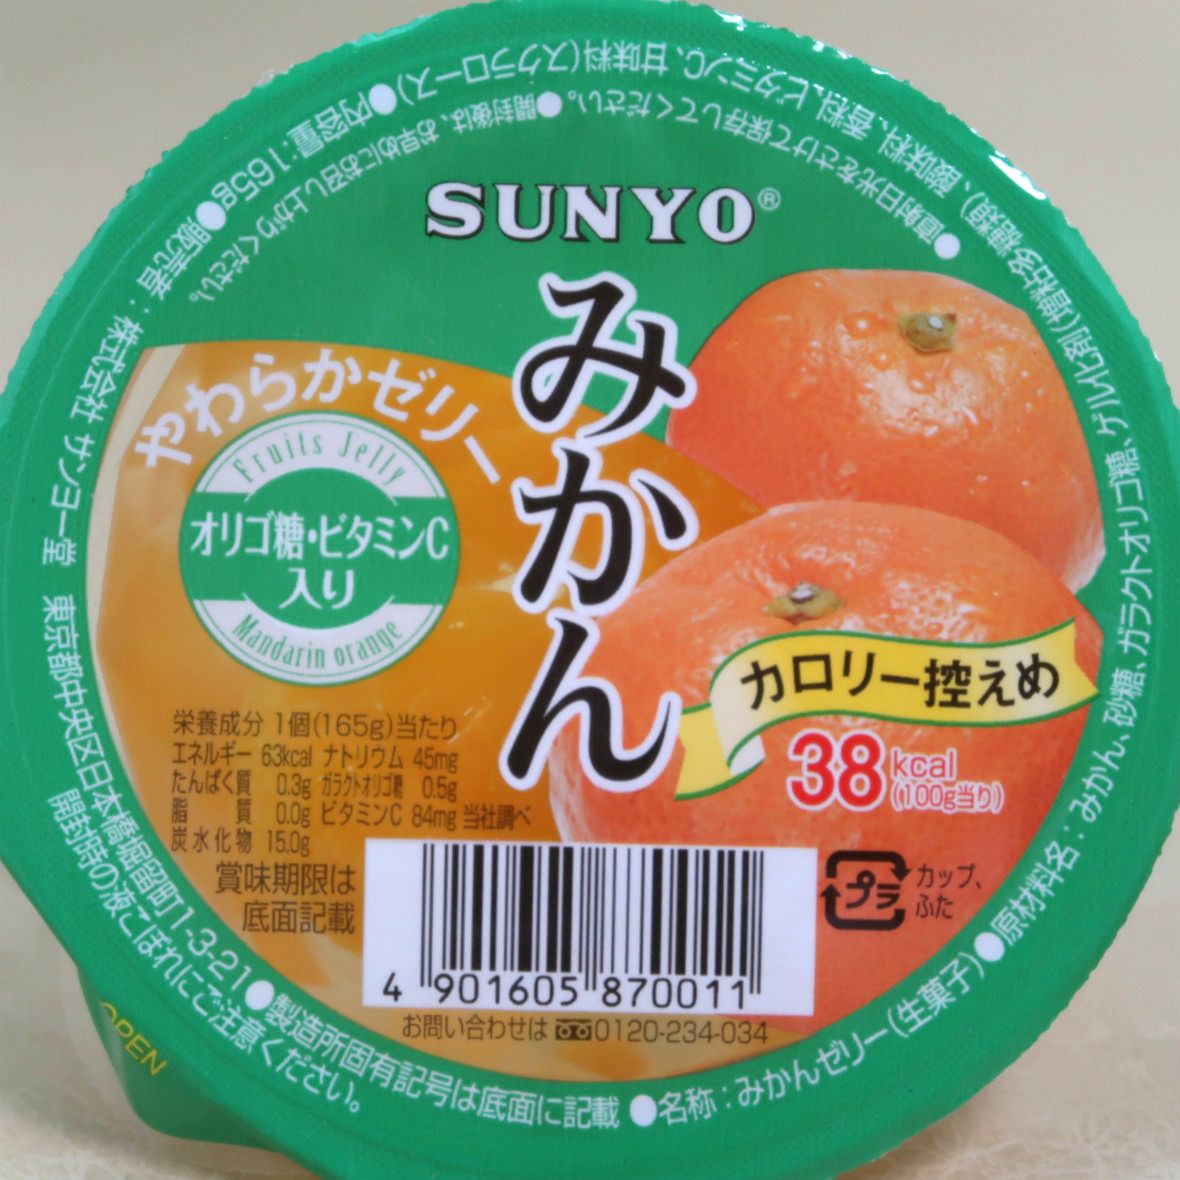 SUNYO®
みかん
やわらかゼリー
Fruits Jelly
オリゴ糖・ビタミンC
入り
Mandarin orange
カロリー控えめ
38 kcal
(100g当り)
栄養成分 1個(165g)当たり
エネルギー 63kcal ナトリウム 45mg
たんぱく質 0.3g ガラクトオリゴ糖 0.5g
脂質 0.0g ビタミンC 84mg 当社調べ
炭水化物 15.0g
賞味期限は
底面記載
プラ
カップ、
ふた
4 901605 870011
お問い合わせは 0120-234-034
●名称:みかんゼリー(生菓子)●原材料名:みかん、砂糖、ガラクトオリゴ糖、ゲル化剤(増粘多糖類)、酸味料、香料、ビタミンC、甘味料(スクラロース)●内容量:165g●販売者:株式会社 サンヨー堂 東京都中央区日本橋堀留町1-3-21●製造所固有記号は底面に記載
●直射日光をさけて保存してください。●開封後は、お早めにお召し上がりください。
開封時の液こぼれにご注意ください。
OPEN